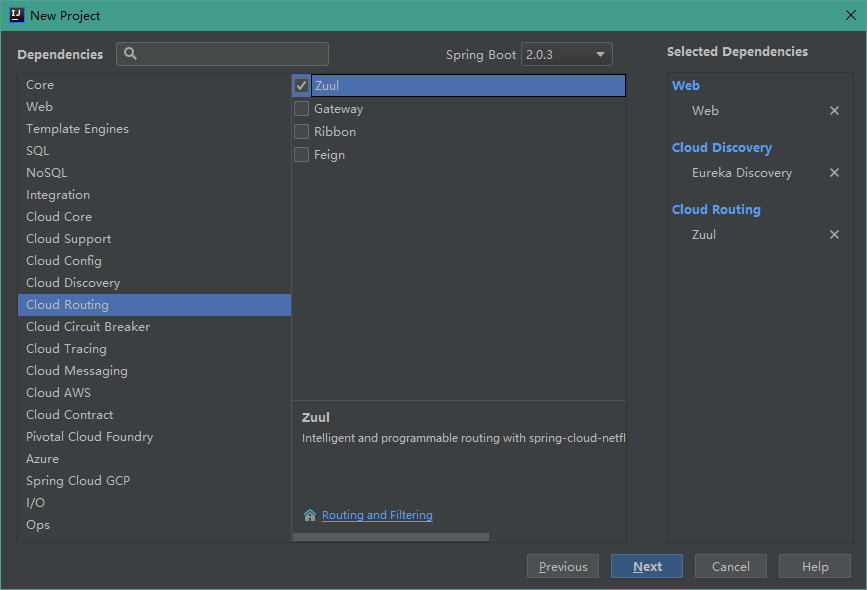 New Project
Dependencies
Spring Boot 2.0.3
Selected Dependencies
Core
Web
Template Engines
SQL
NoSQL
Integration
Cloud Core
Cloud Support
Cloud Config
Cloud Discovery
Cloud Routing
Cloud Circuit Breaker
Cloud Tracing
Cloud Messaging
Cloud AWS
Cloud Contract
Pivotal Cloud Foundry
Azure
Spring Cloud GCP
I/O
Ops
Zuul
Gateway
Ribbon
Feign
Zuul
Intelligent and programmable routing with spring-cloud-netfl
Routing and Filtering
Web
Web
Cloud Discovery
Eureka Discovery
Cloud Routing
Zuul
Previous
Next
Cancel
Help